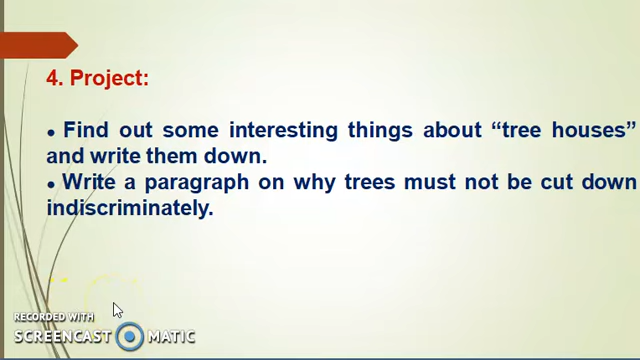 4. Project:
• Find out some interesting things about “tree houses”
and write them down.
• Write a paragraph on why trees must not be cut down
indiscriminately.
RECORDED WITH
SCREENCAST MATIC